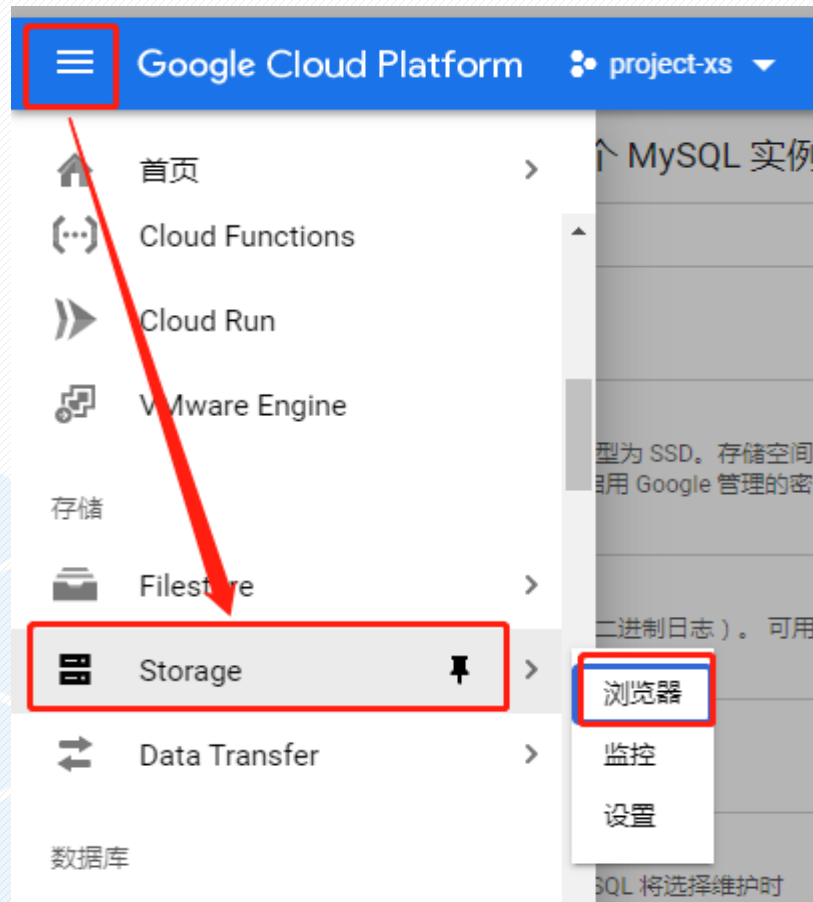 Google Cloud Platform project-xs
首页
个 MySQL 实例
Cloud Functions
Cloud Run
VMware Engine
型为 SSD。存储空间
启用 Google 管理的密
存储
Filestore
二进制日志）。 可用
Storage
浏览器
Data Transfer
监控
设置
数据库
SQL 将选择维护时